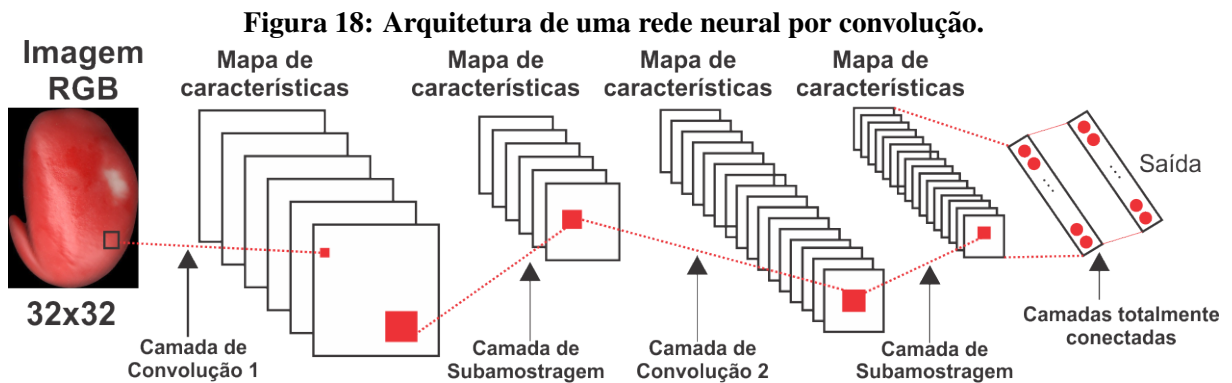 Figura 18: Arquitetura de uma rede neural por convolução.
Imagem
RGB
Mapa de
características
Mapa de
características
Mapa de
características
Mapa de
características
Saída
32x32
Camada de
Convolução 1
Camada de
Subamostragem
Camada de
Convolução 2
Camada de
Subamostragem
Camadas totalmente
conectadas